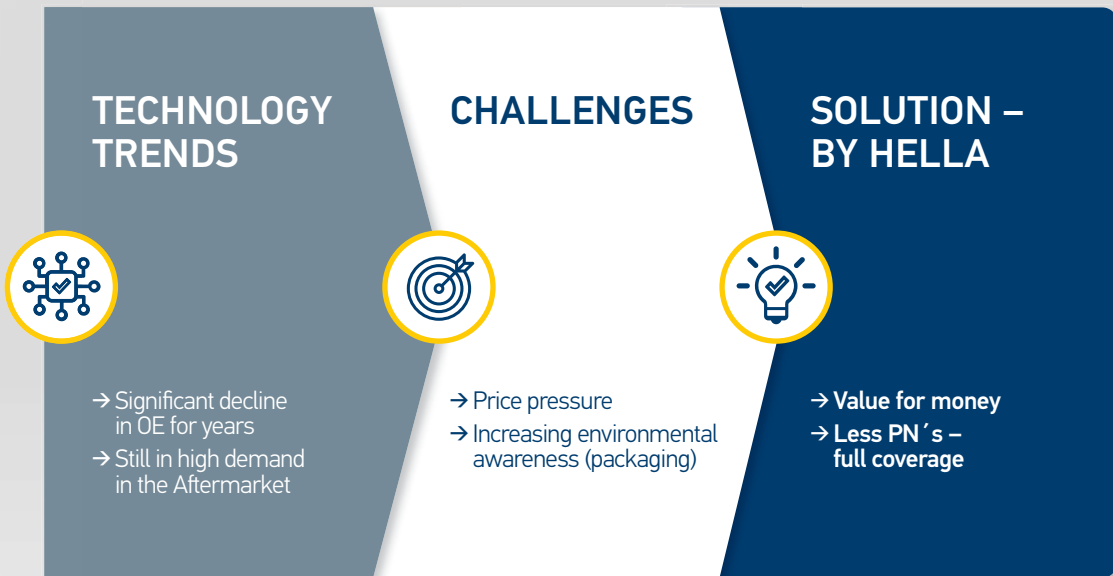 TECHNOLOGY
TRENDS
→ Significant decline
in OE for years
→ Still in high demand
in the Aftermarket
CHALLENGES
→ Price pressure
→ Increasing environmental
awareness (packaging)
SOLUTION –
BY HELLA
→ Value for money
→ Less PN´s –
full coverage